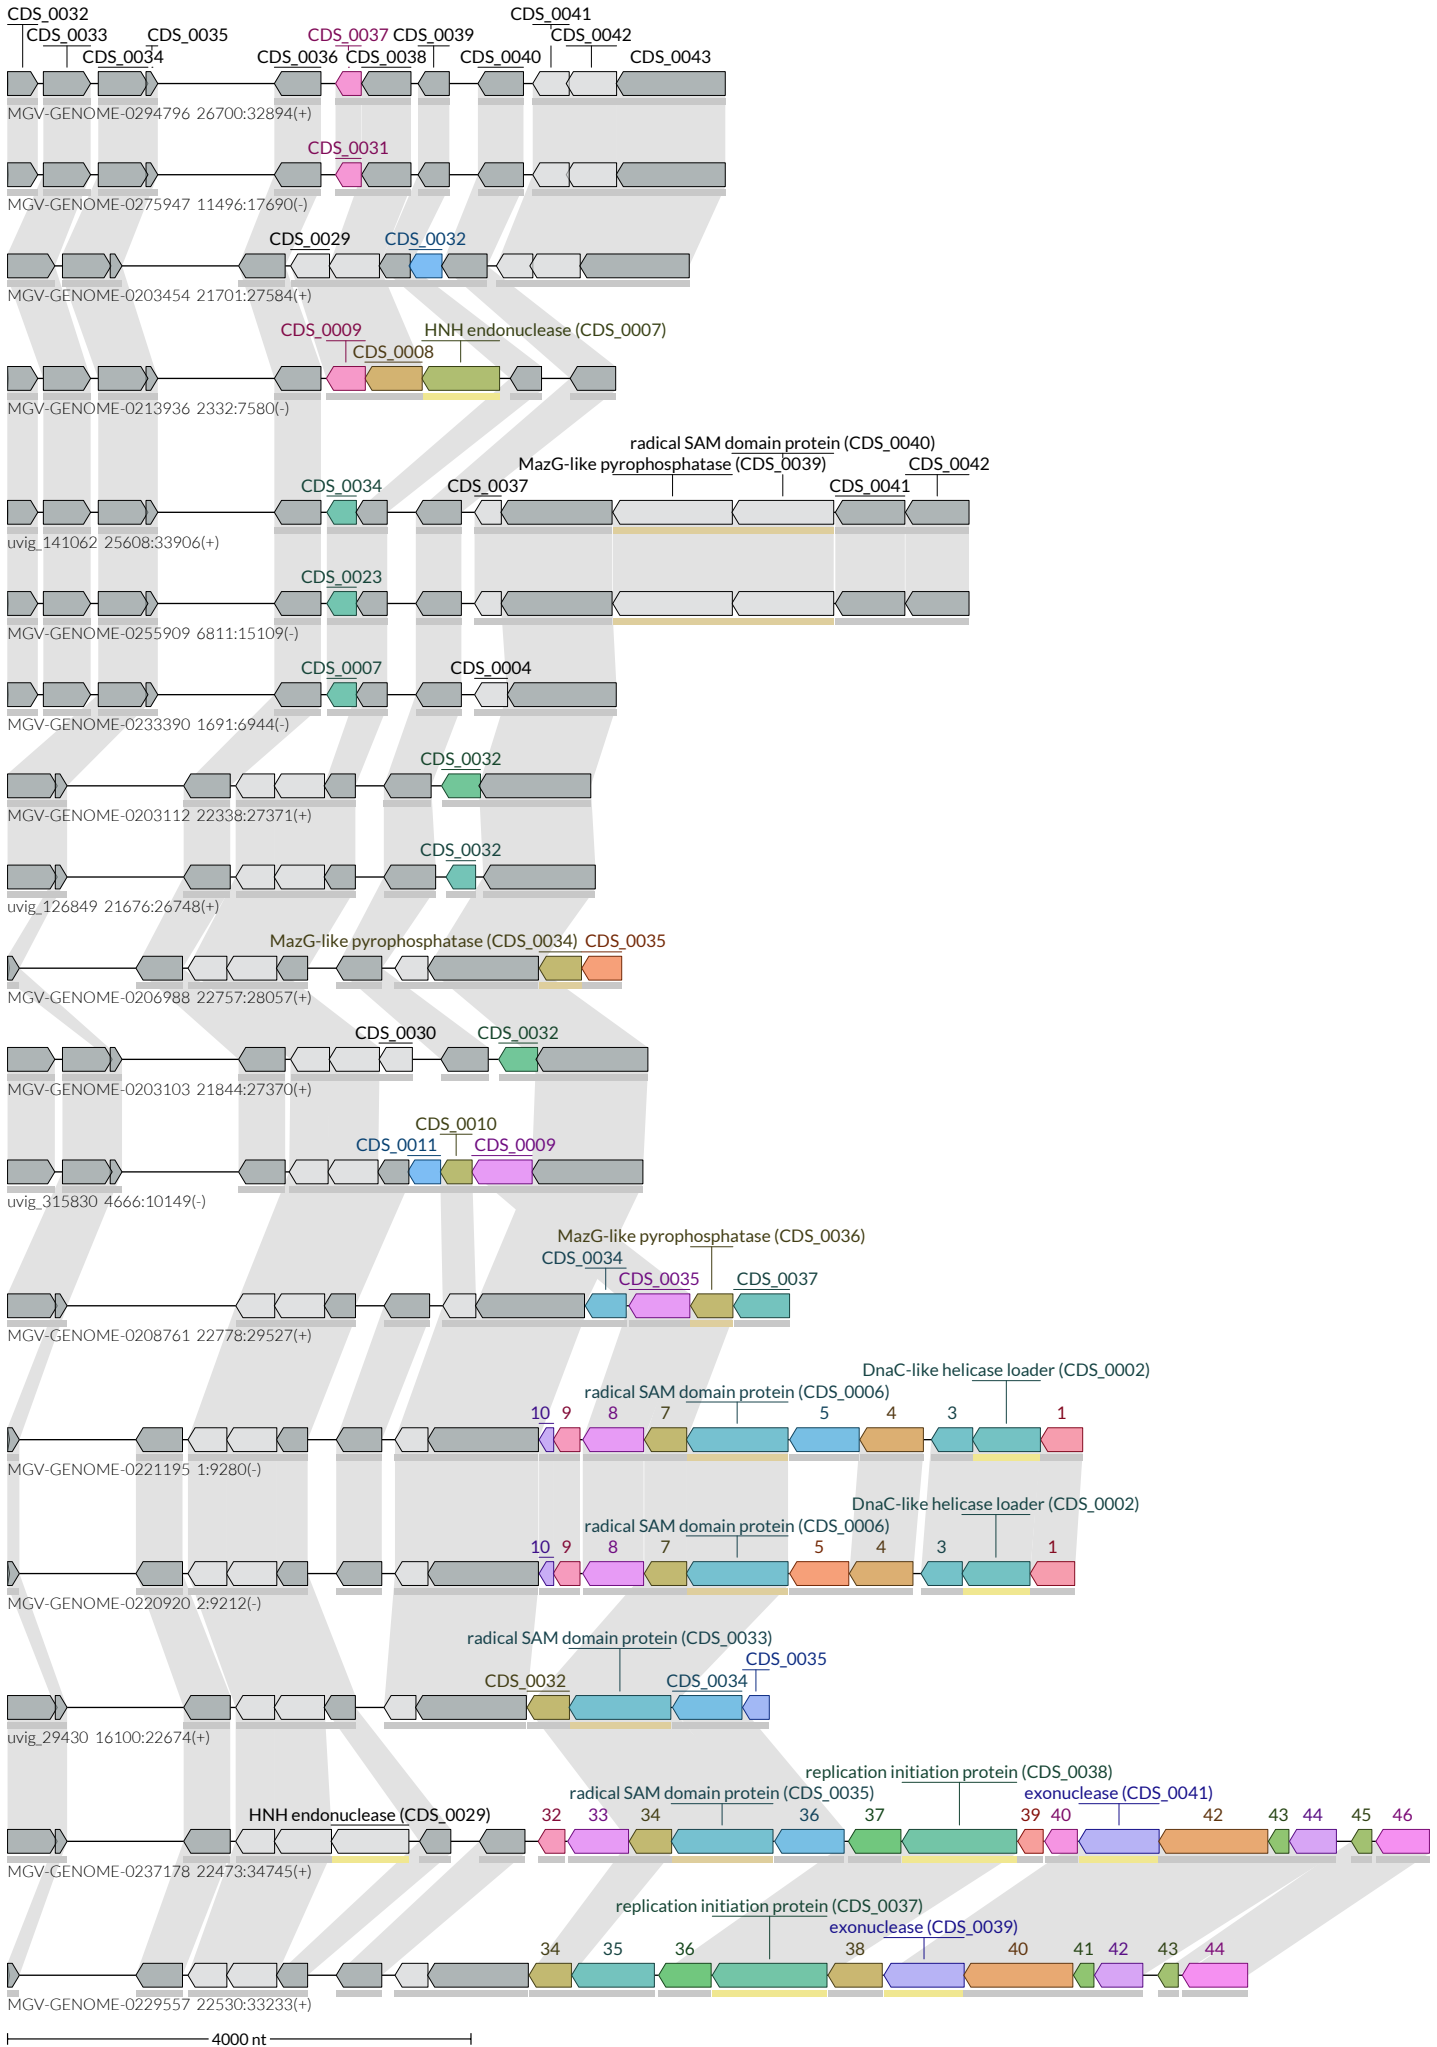 CDS_0032 CDS_0041
CDS_0033 CDS_0035 CDS_0037 CDS_0039 CDS_0042
CDS_0034 CDS_0036 CDS_0038 CDS_0040 CDS_0043
MGV-GENOME-0294796 26700:32894(+)
CDS_0031
MGV-GENOME-0275947 11496:17690(-)
CDS_0029 CDS_0032
MGV-GENOME-0203454 21701:27584(+)
CDS_0009 HNH endonuclease (CDS_0007)
CDS_0008
MGV-GENOME-0213936 2332:7580(-)
radical SAM domain protein (CDS_0040)
MazG-like pyrophosphatase (CDS_0039) CDS_0042
CDS_0034 CDS_0037 CDS_0041
uvig_141062 25608:33906(+)
CDS_0023
MGV-GENOME-0255909 6811:15109(-)
CDS_0007 CDS_0004
MGV-GENOME-0233390 1691:6944(-)
CDS_0032
MGV-GENOME-0203112 22338:27371(+)
CDS_0032
uvig_126849 21676:26748(+)
MazG-like pyrophosphatase (CDS_0034) CDS_0035
MGV-GENOME-0206988 22757:28057(+)
CDS_0030 CDS_0032
MGV-GENOME-0203103 21844:27370(+)
CDS_0010
CDS_0011 CDS_0009
uvig_315830 4666:10149(-)
MazG-like pyrophosphatase (CDS_0036)
CDS_0034
CDS_0035 CDS_0037
MGV-GENOME-0208761 22778:29527(+)
DnaC-like helicase loader (CDS_0002)
radical SAM domain protein (CDS_0006)
10 9 8 7 5 4 3 1
MGV-GENOME-0221195 1:9280(-)
DnaC-like helicase loader (CDS_0002)
radical SAM domain protein (CDS_0006)
10 9 8 7 5 4 3 1
MGV-GENOME-0220920 2:9212(-)
radical SAM domain protein (CDS_0033)
CDS_0035
CDS_0032 CDS_0034
uvig_29430 16100:22674(+)
replication initiation protein (CDS_0038)
radical SAM domain protein (CDS_0035) exonuclease (CDS_0041)
HNH endonuclease (CDS_0029) 32 33 34 36 37 39 40 42 43 44 45 46
MGV-GENOME-0237178 22473:34745(+)
replication initiation protein (CDS_0037)
exonuclease (CDS_0039)
34 35 36 38 40 41 42 43 44
MGV-GENOME-0229557 22530:33233(+)
4000 nt